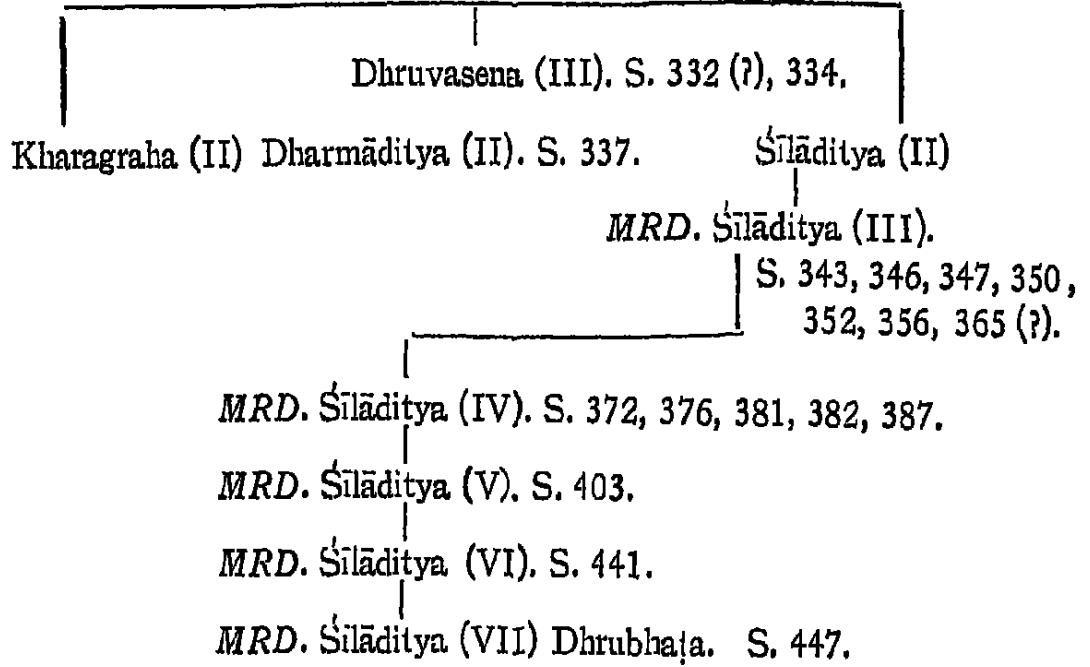 Dhruvasena (III). S. 332 (?), 334.
Kharagraha (II) Dharmāditya (II). S. 337. Śīlāditya (II)
MRD. Śīlāditya (III).
S. 343, 346, 347, 350,
352, 356, 365 (?).
MRD. Śīlāditya (IV). S. 372, 376, 381, 382, 387.
MRD. Śīlāditya (V). S. 403.
MRD. Śīlāditya (VI). S. 441.
MRD. Śīlāditya (VII) Dhrubhaṭa. S. 447.